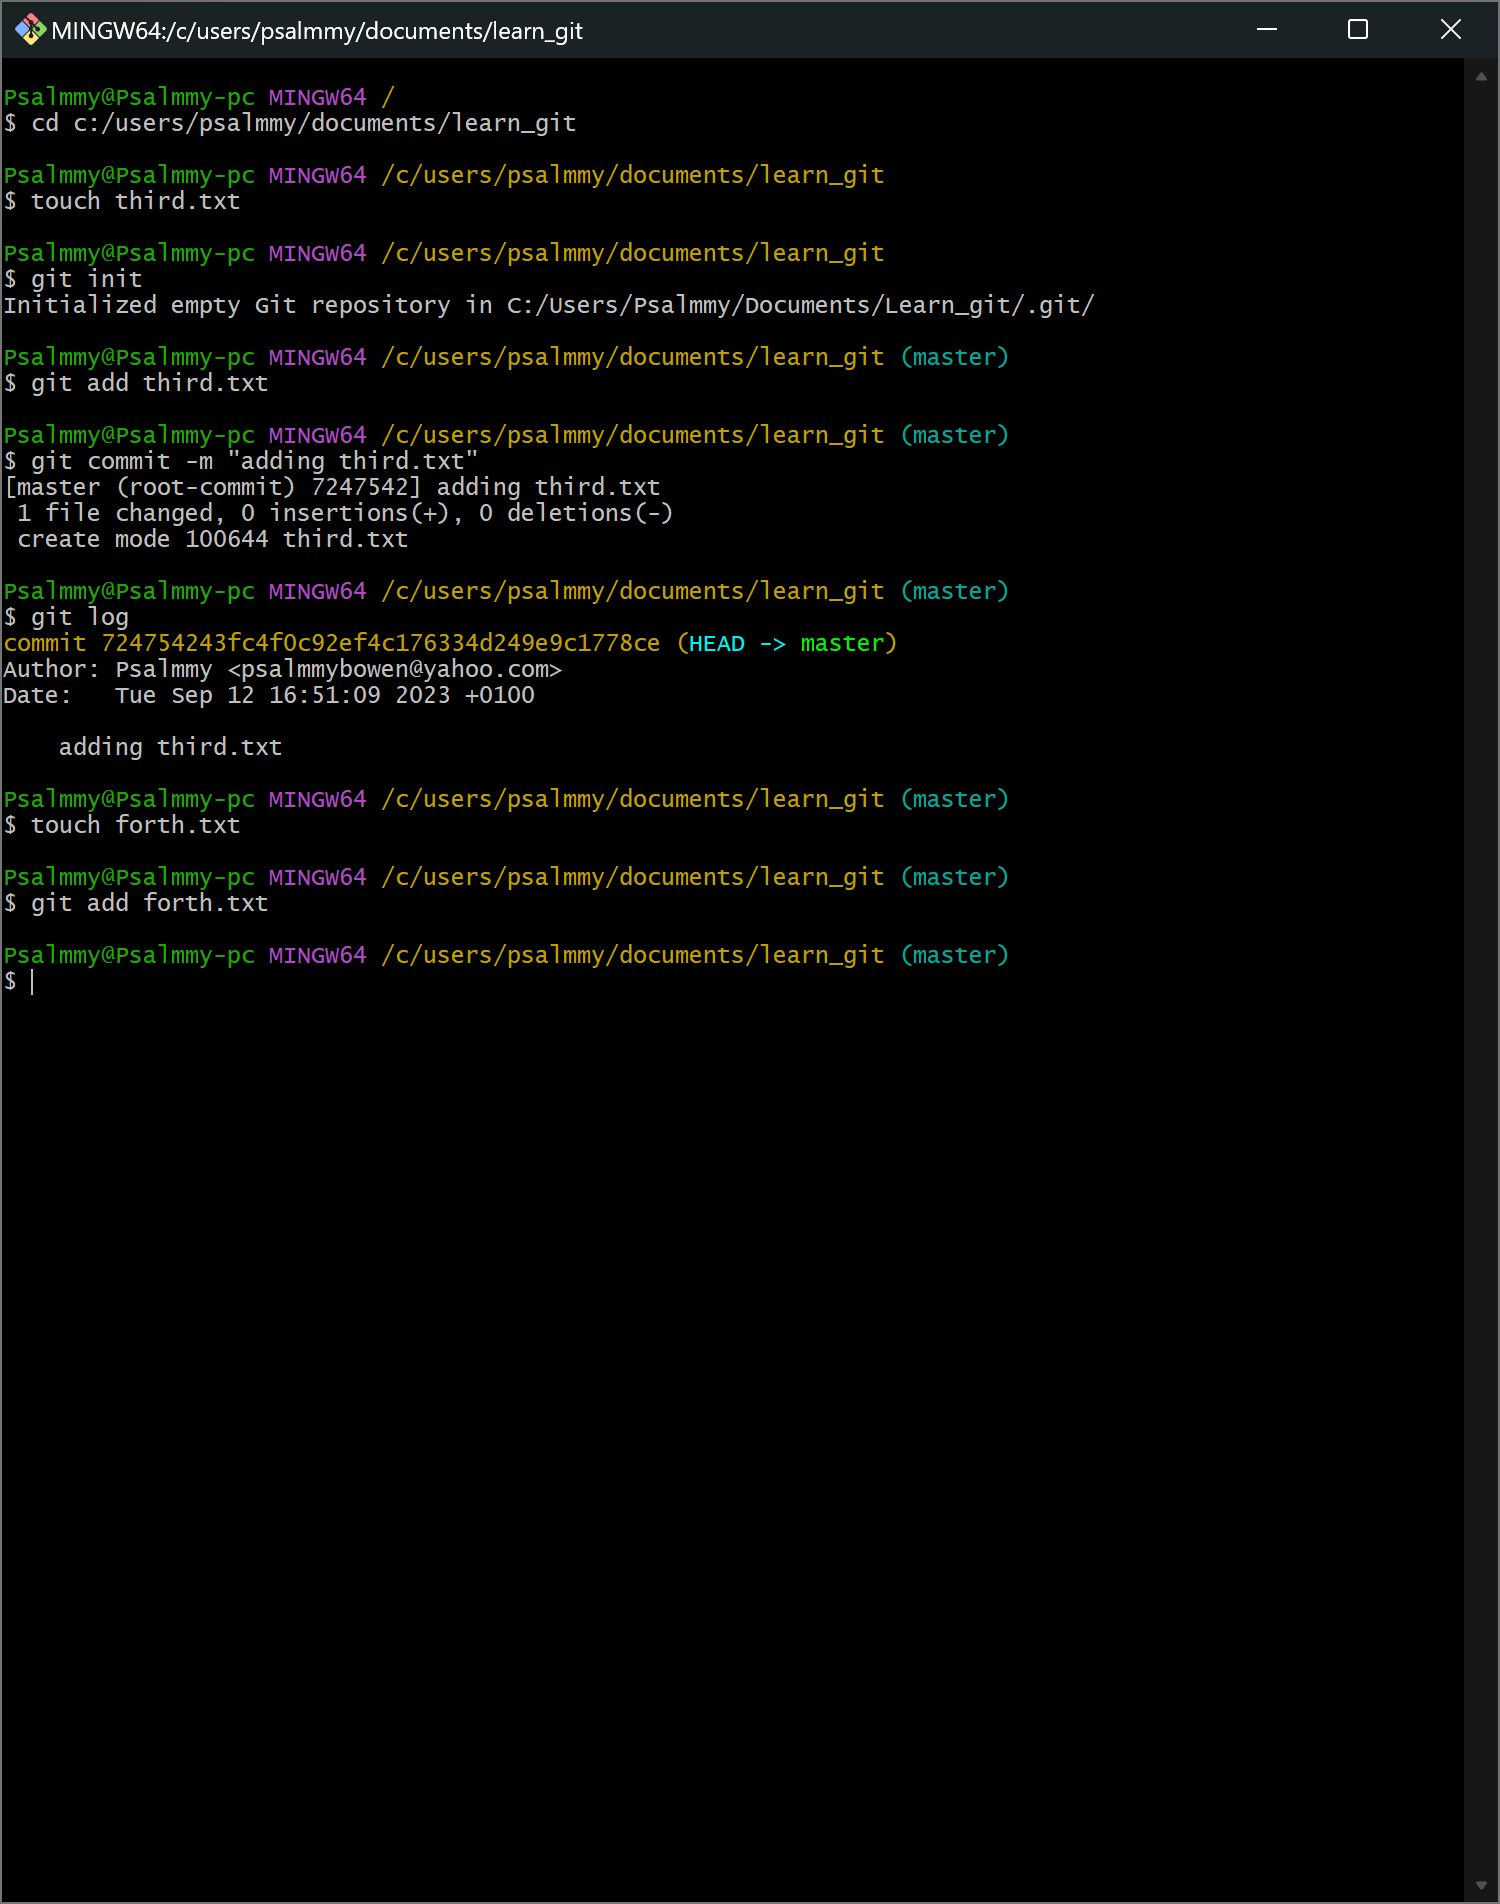 MINGW64:/c/users/psalmmy/documents/learn_git
Psalmmy@Psalmmy-pc MINGW64 /
$ cd c:/users/psalmmy/documents/learn_git
Psalmmy@Psalmmy-pc MINGW64 /c/users/psalmmy/documents/learn_git
$ touch third.txt
Psalmmy@Psalmmy-pc MINGW64 /c/users/psalmmy/documents/learn_git
$ git init
Initialized empty Git repository in C:/Users/Psalmmy/Documents/Learn_git/.git/
Psalmmy@Psalmmy-pc MINGW64 /c/users/psalmmy/documents/learn_git (master)
$ git add third.txt
Psalmmy@Psalmmy-pc MINGW64 /c/users/psalmmy/documents/learn_git (master)
$ git commit -m "adding third.txt"
[master (root-commit) 7247542] adding third.txt
 1 file changed, 0 insertions(+), 0 deletions(-)
 create mode 100644 third.txt
Psalmmy@Psalmmy-pc MINGW64 /c/users/psalmmy/documents/learn_git (master)
$ git log
commit 724754243fc4f0c92ef4c176334d249e9c1778ce (HEAD -> master)
Author: Psalmmy <psalmmybowen@yahoo.com>
Date:   Tue Sep 12 16:51:09 2023 +0100
    adding third.txt
Psalmmy@Psalmmy-pc MINGW64 /c/users/psalmmy/documents/learn_git (master)
$ touch forth.txt
Psalmmy@Psalmmy-pc MINGW64 /c/users/psalmmy/documents/learn_git (master)
$ git add forth.txt
Psalmmy@Psalmmy-pc MINGW64 /c/users/psalmmy/documents/learn_git (master)
$